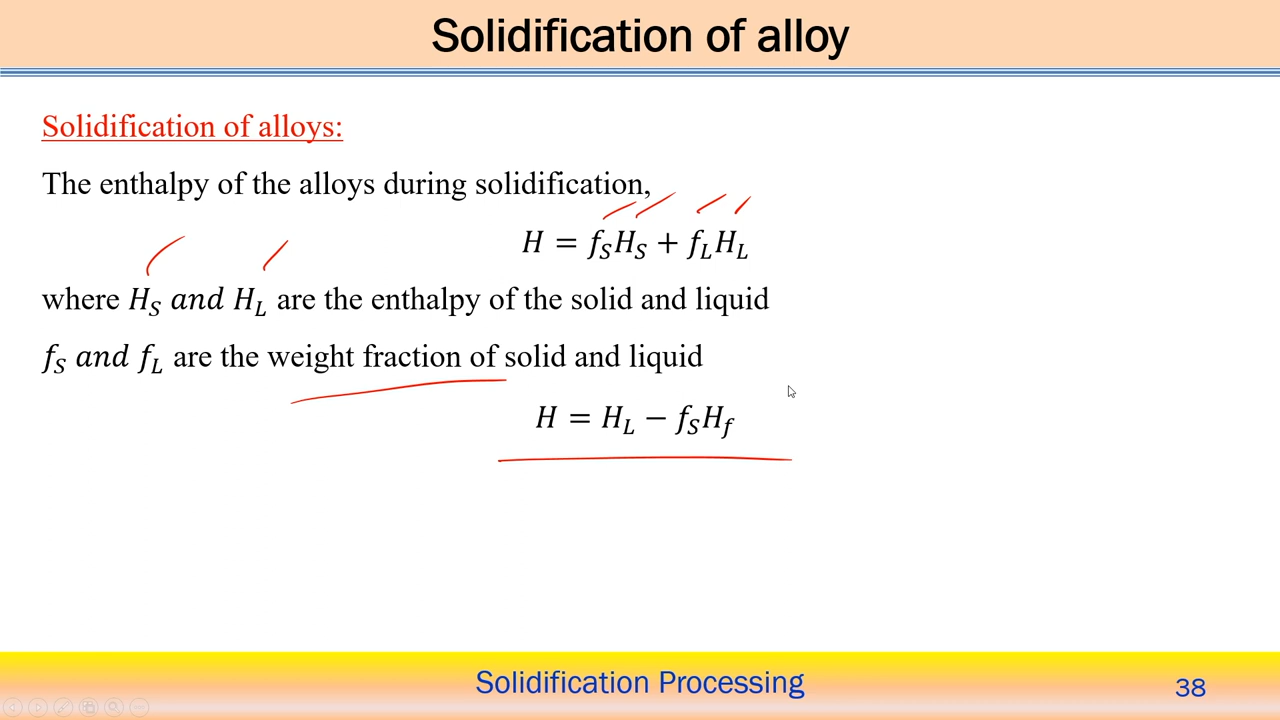 Solidification of alloy
Solidification of alloys:
The enthalpy of the alloys during solidification,
H = f_S H_S + f_L H_L
where H_S and H_L are the enthalpy of the solid and liquid
f_S and f_L are the weight fraction of solid and liquid
H = H_L − f_S H_f
Solidification Processing
38